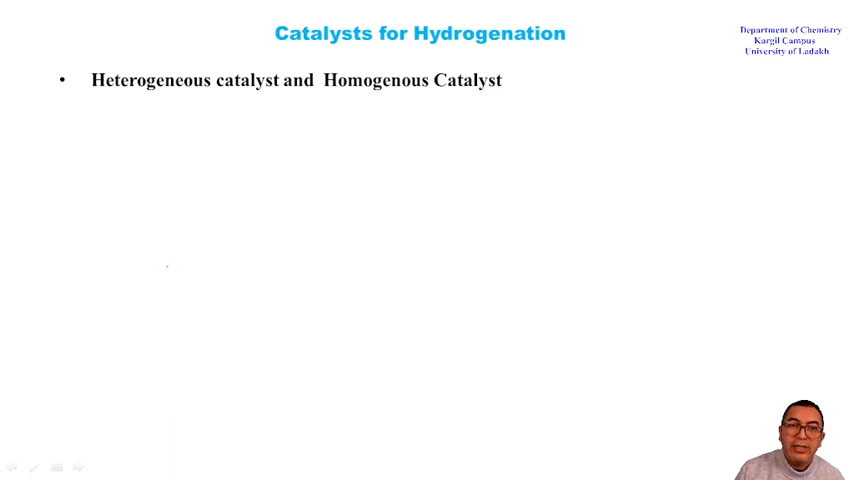 Catalysts for Hydrogenation
Department of Chemistry
Kargil Campus
University of Ladakh
• Heterogeneous catalyst and Homogenous Catalyst